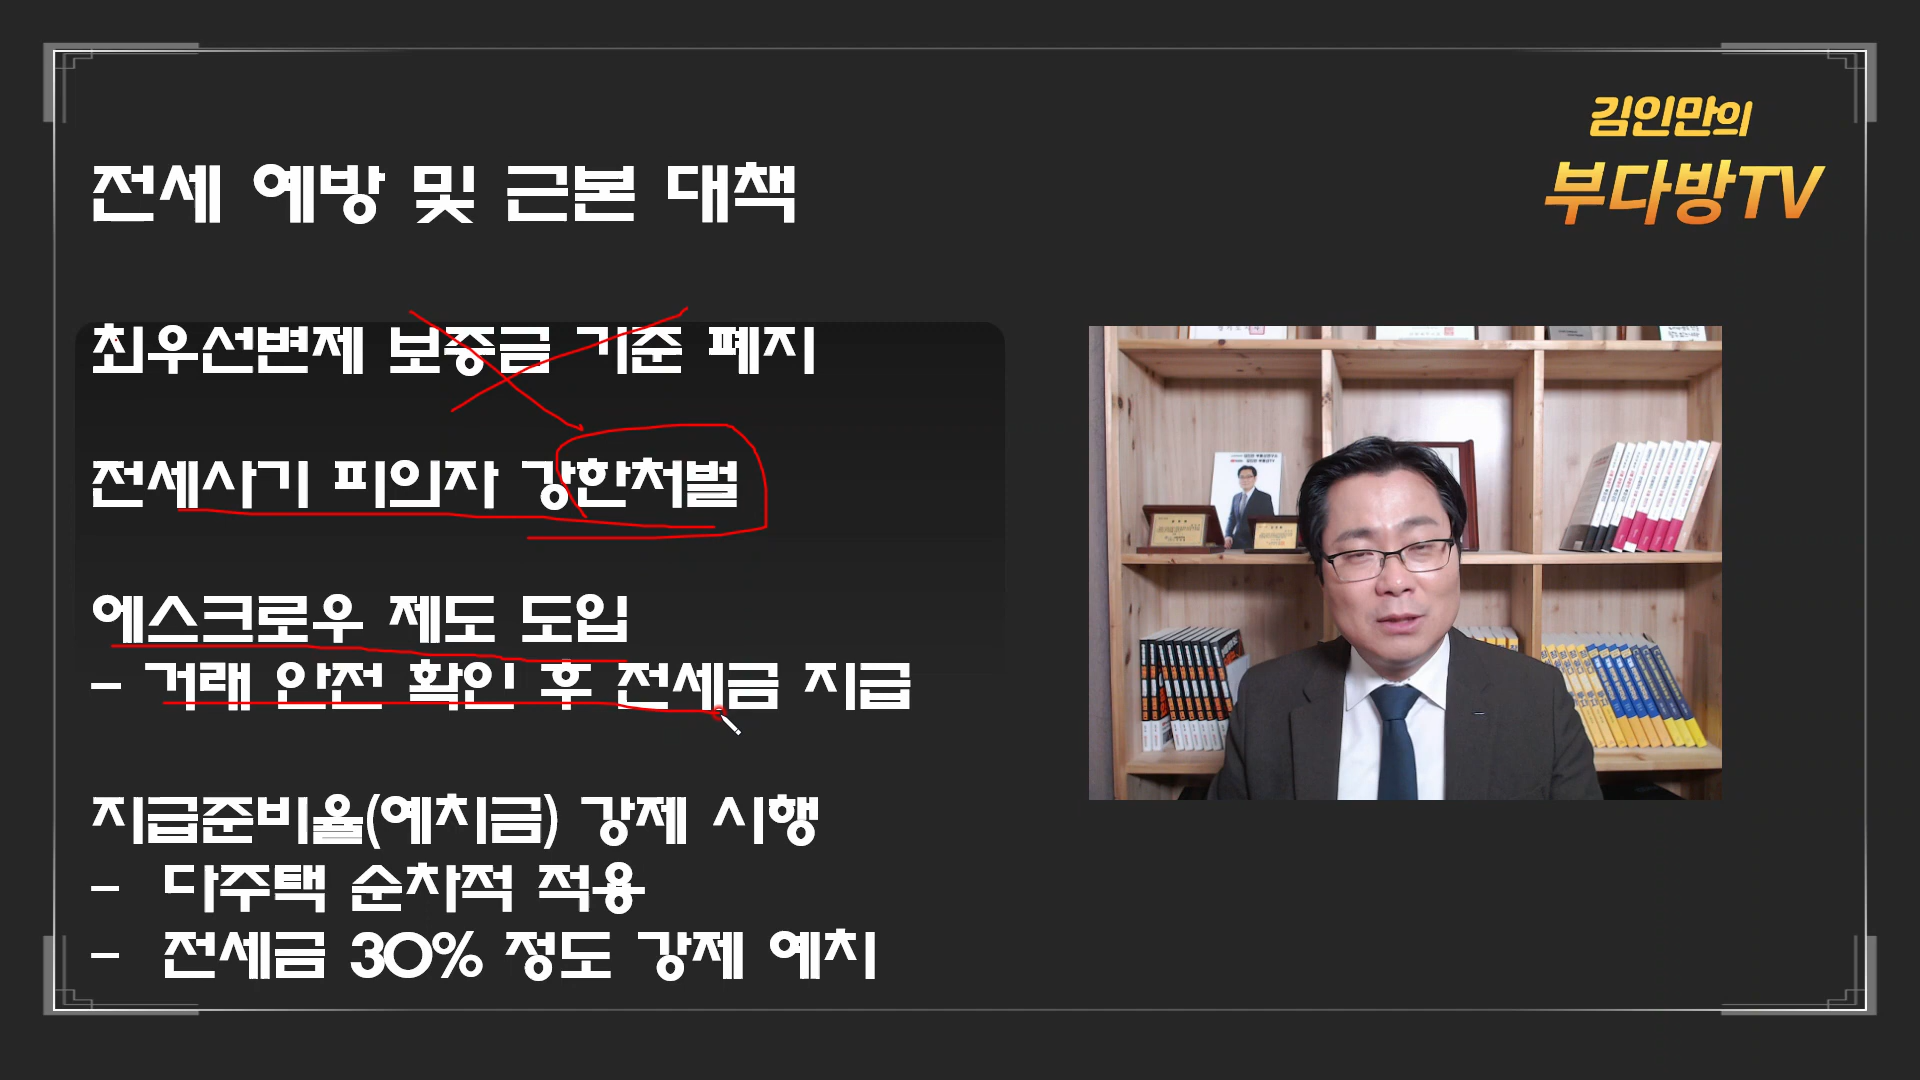 김인만의
부다방TV
전세 예방 및 근본 대책
최우선변제 보증금 기준 폐지
전세사기 피의자 강한처벌
에스크로우 제도 도입
- 거래 안전 확인 후 전세금 지급
지급준비율(예치금) 강제 시행
- 다주택 순차적 적용
- 전세금 30% 정도 강제 예치